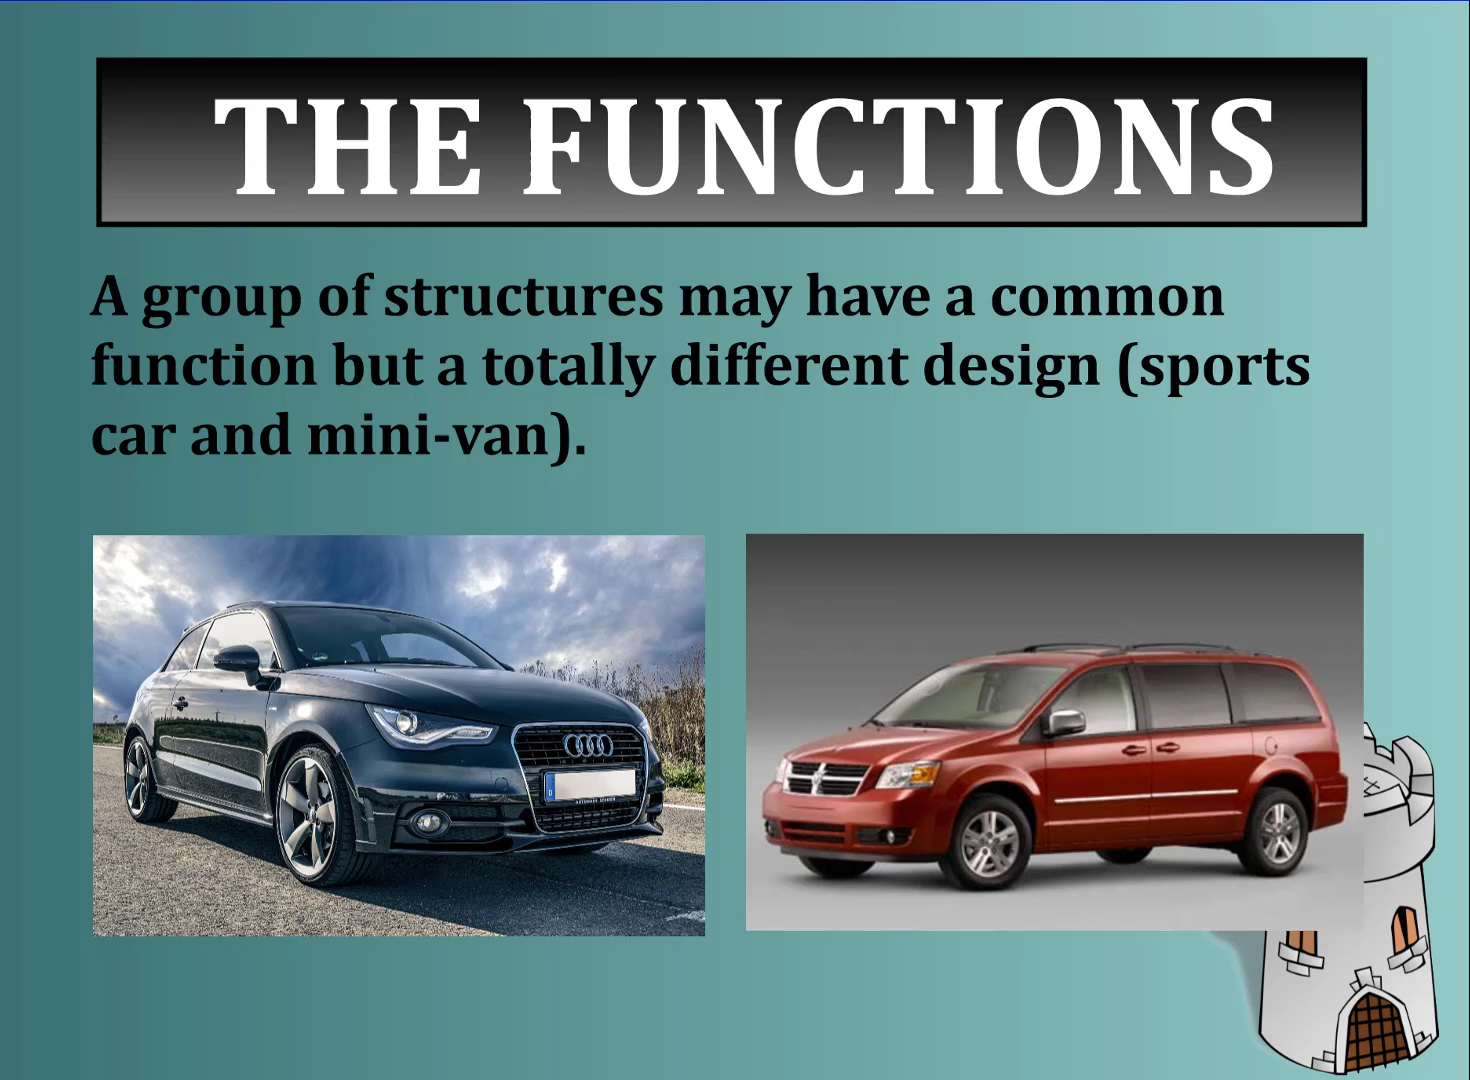 THE FUNCTIONS
A group of structures may have a common
function but a totally different design (sports
car and mini-van).